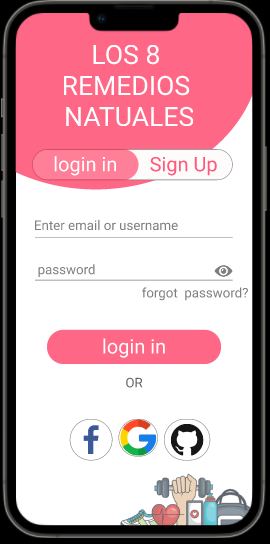 LOS 8
REMEDIOS
NATUALES
login in Sign Up
Enter email or username
password
forgot password?
login in
OR